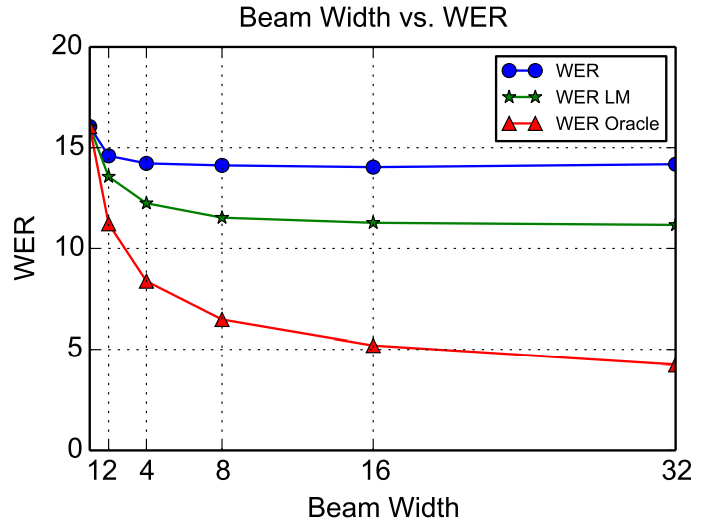 Beam Width vs. WER
20
15
10
5
0
WER
WER
WER LM
WER Oracle
1 2 4 8 16 32
Beam Width